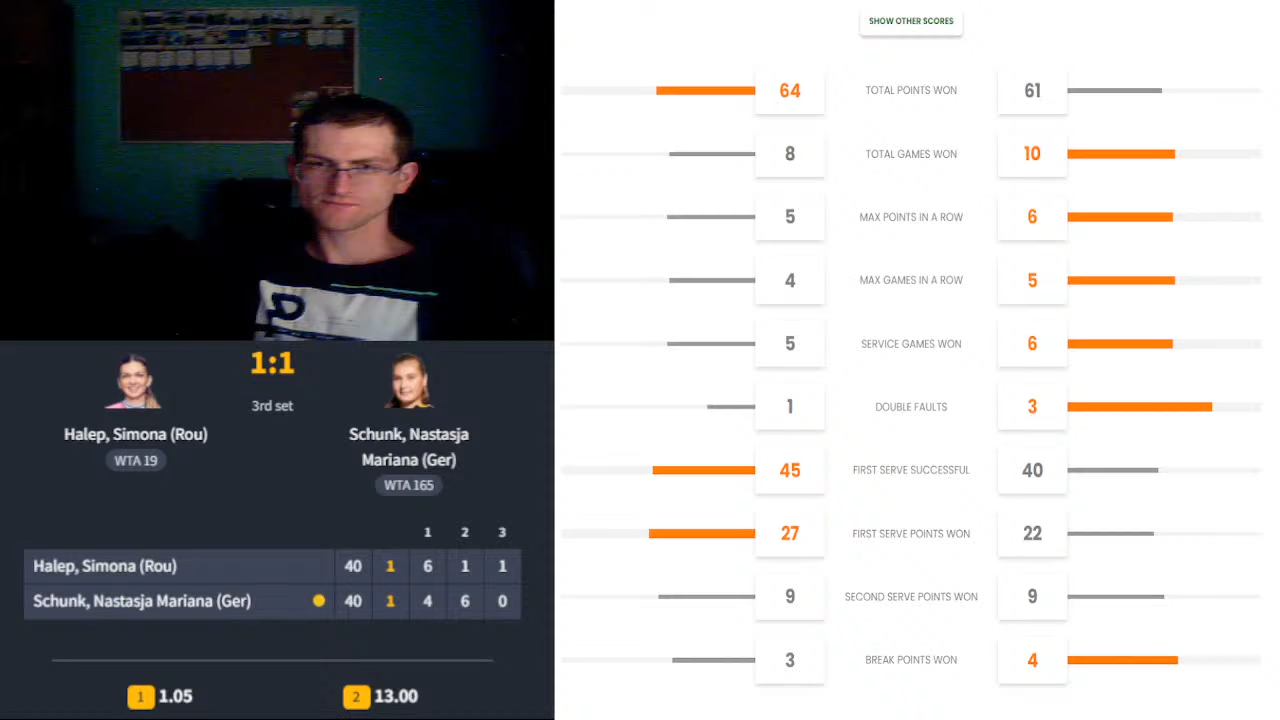 1:1
3rd set
Halep, Simona (Rou)
WTA 19
Schunk, Nastasja
Mariana (Ger)
WTA 165
1 2 3
Halep, Simona (Rou) 40 1 6 1 1
Schunk, Nastasja Mariana (Ger) 40 1 4 6 0
1 1.05 2 13.00
SHOW OTHER SCORES
64 TOTAL POINTS WON 61
8 TOTAL GAMES WON 10
5 MAX POINTS IN A ROW 6
4 MAX GAMES IN A ROW 5
5 SERVICE GAMES WON 6
1 DOUBLE FAULTS 3
45 FIRST SERVE SUCCESSFUL 40
27 FIRST SERVE POINTS WON 22
9 SECOND SERVE POINTS WON 9
3 BREAK POINTS WON 4